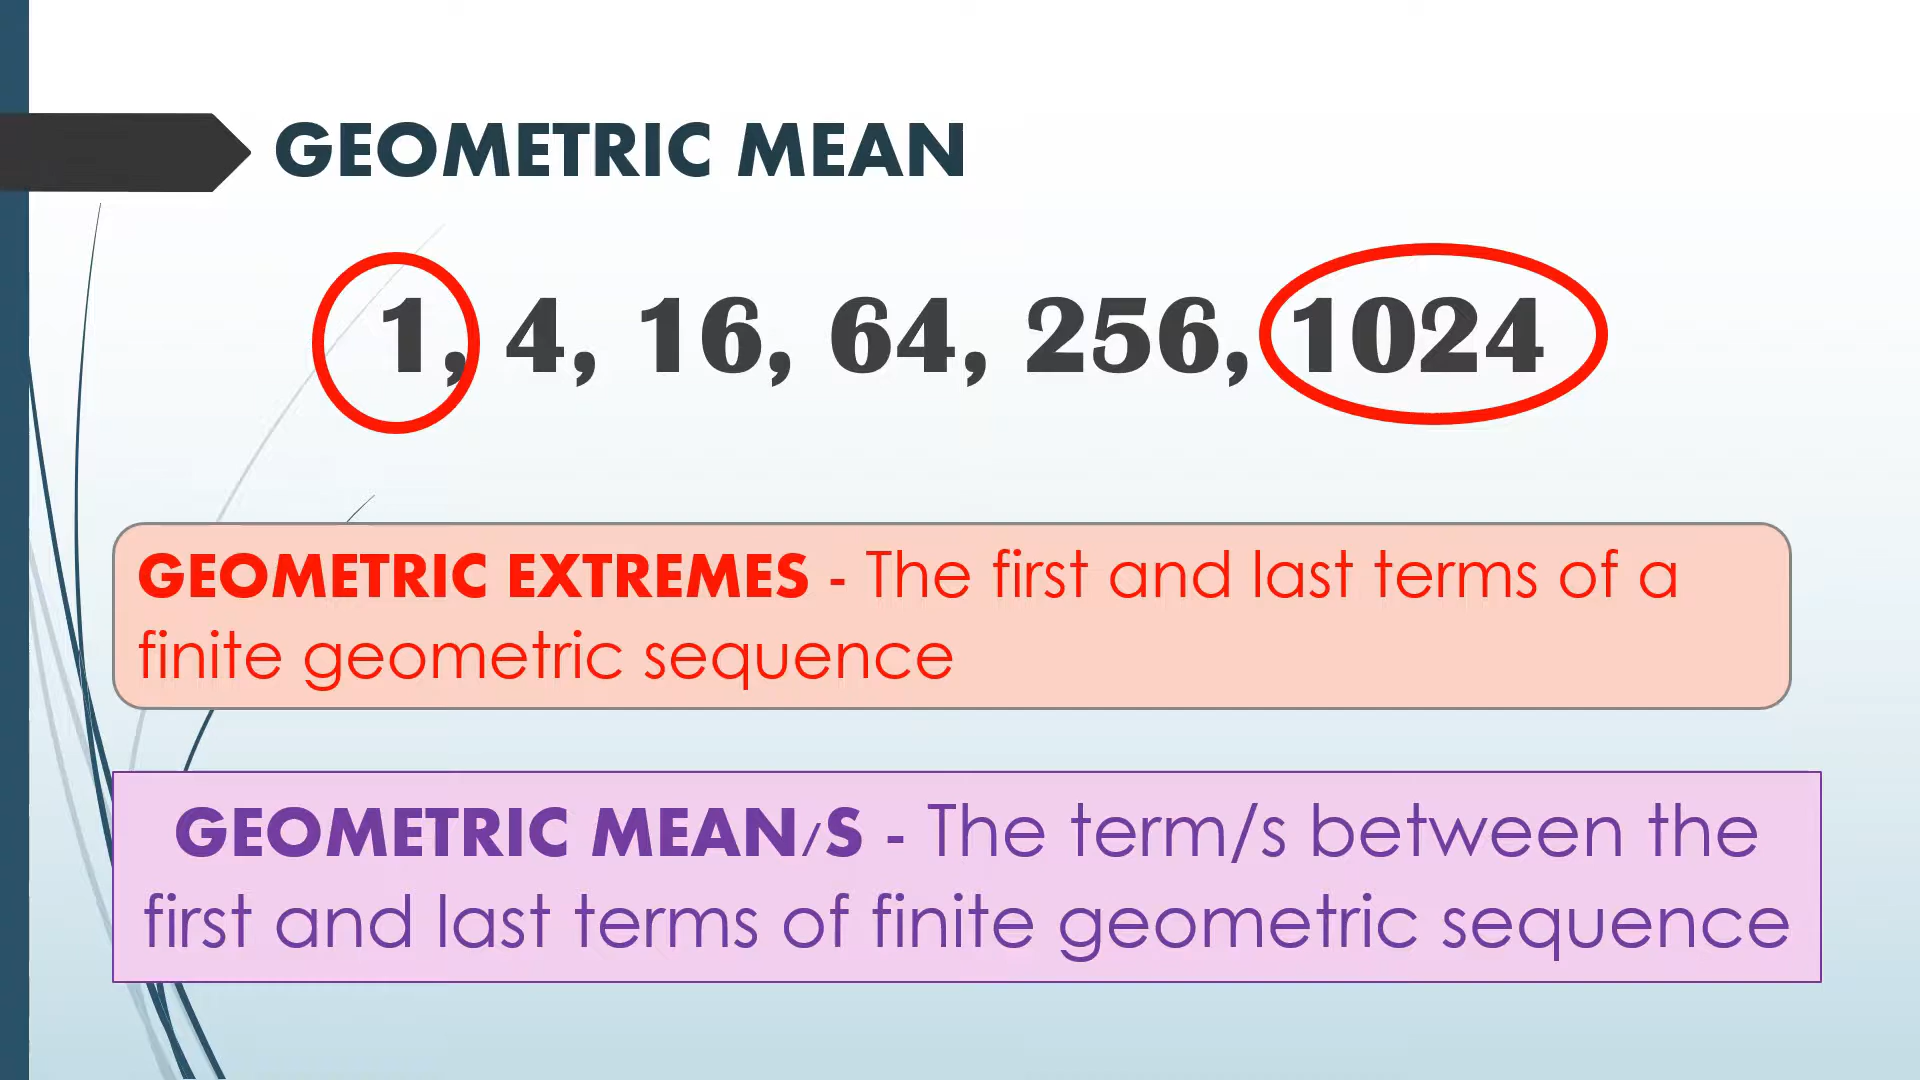 GEOMETRIC MEAN
1, 4, 16, 64, 256, 1024
GEOMETRIC EXTREMES - The first and last terms of a
finite geometric sequence
GEOMETRIC MEAN/S - The term/s between the
first and last terms of finite geometric sequence